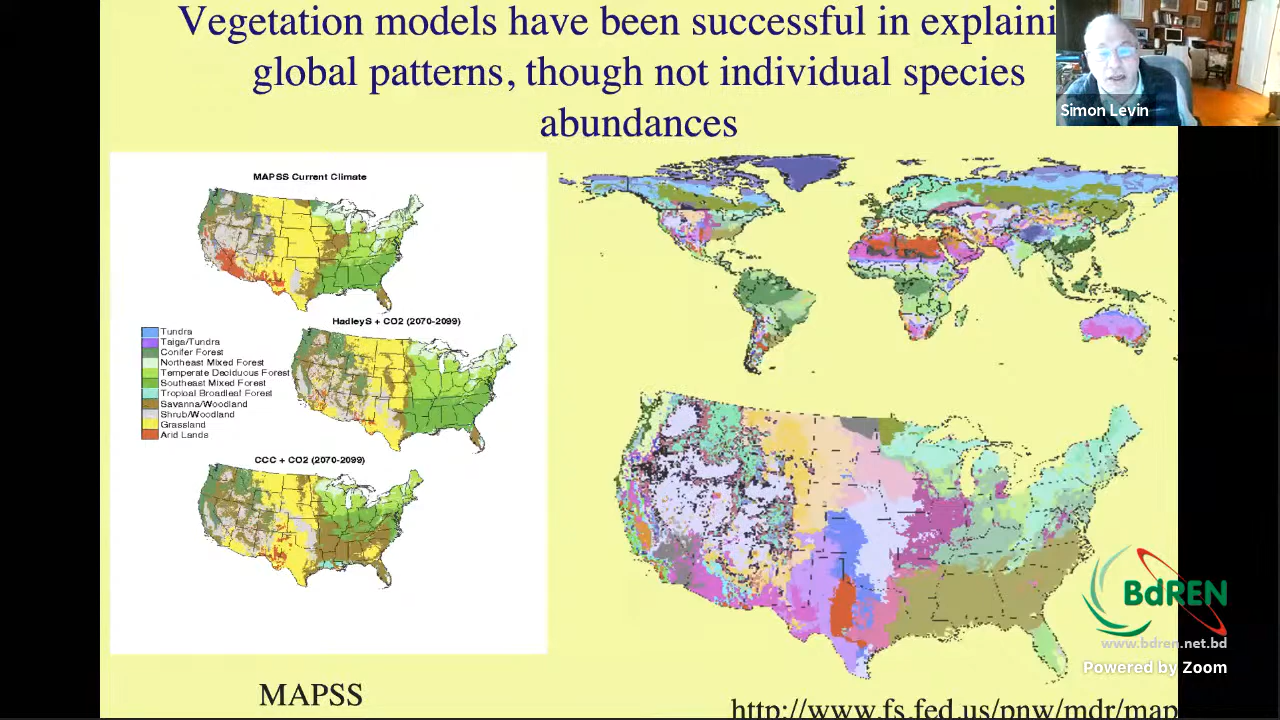 Vegetation models have been successful in explaini
global patterns, though not individual species
abundances
Simon Levin
MAPSS Current Climate
HadleyS + CO2 (2070-2099)
Tundra
Taiga/Tundra
Conifer Forest
Northeast Mixed Forest
Temperate Deciduous Forest
Southeast Mixed Forest
Tropical Broadleaf Forest
Savanna/Woodland
Shrub/Woodland
Grassland
Arid Lands
CCC + CO2 (2070-2099)
BdREN
www.bdren.net.bd
Powered by Zoom
MAPSS
http://www.fs.fed.us/pnw/mdr/map